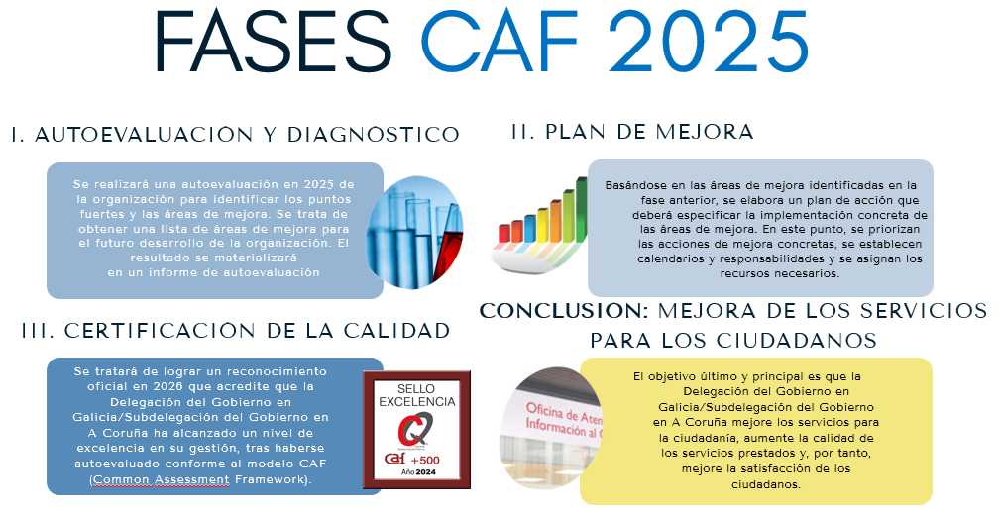 FASES CAF 2025
I. AUTOEVALUACION Y DIAGNOSTICO
Se realizará una autoevaluación en 2025 de
la organización para identificar los puntos
fuertes y las áreas de mejora. Se trata de
obtener una lista de áreas de mejora para
el futuro desarrollo de la organización. El
resultado se materializará
en un informe de autoevaluación
II. PLAN DE MEJORA
Basándose en las áreas de mejora identificadas en la
fase anterior, se elabora un plan de acción que
deberá especificar la implementación concreta de
las áreas de mejora. En este punto, se priorizan
las acciones de mejora concretas, se establecen
calendarios y responsabilidades y se asignan los
recursos necesarios.
III. CERTIFICACION DE LA CALIDAD
Se tratará de lograr un reconocimiento
oficial en 2026 que acredite que la
Delegación del Gobierno en
Galicia/Subdelegación del Gobierno en
A Coruña ha alcanzado un nivel de
excelencia en su gestión, tras haberse
autoevaluado conforme al modelo CAF
(Common Assessment Framework).
SELLO
EXCELENCIA
CQ
Caf +500
Año 2024
CONCLUSION: MEJORA DE LOS SERVICIOS
PARA LOS CIUDADANOS
Oficina de Aten
Información al C
El objetivo último y principal es que la
Delegación del Gobierno en
Galicia/Subdelegación del Gobierno
en A Coruña mejore los servicios para
la ciudadanía, aumente la calidad de
los servicios prestados y, por tanto,
mejore la satisfacción de los
ciudadanos.